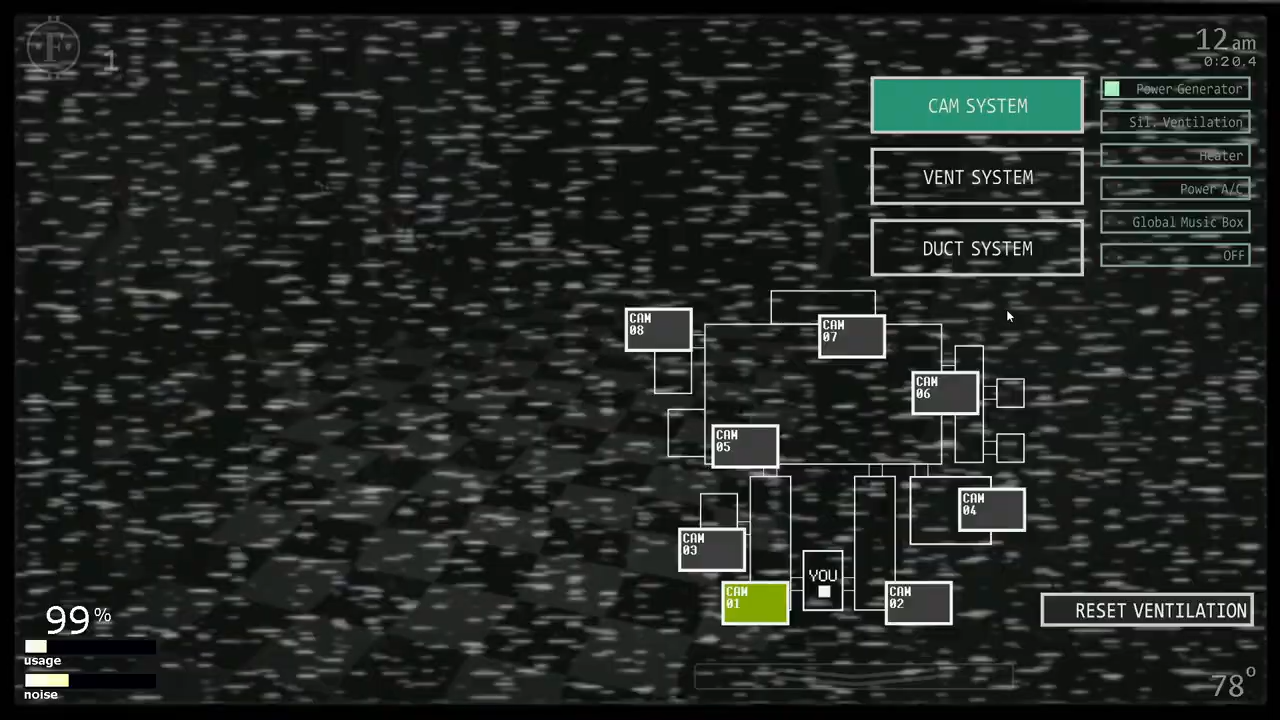 F 1
12 am
0:20.4
CAM SYSTEM
Power Generator
Sil. Ventilation
VENT SYSTEM
Heater
Power A/C
DUCT SYSTEM
Global Music Box
OFF
CAM
08
CAM
07
CAM
06
CAM
05
CAM
04
CAM
03
YOU
CAM
01
CAM
02
RESET VENTILATION
99%
usage
noise
78°